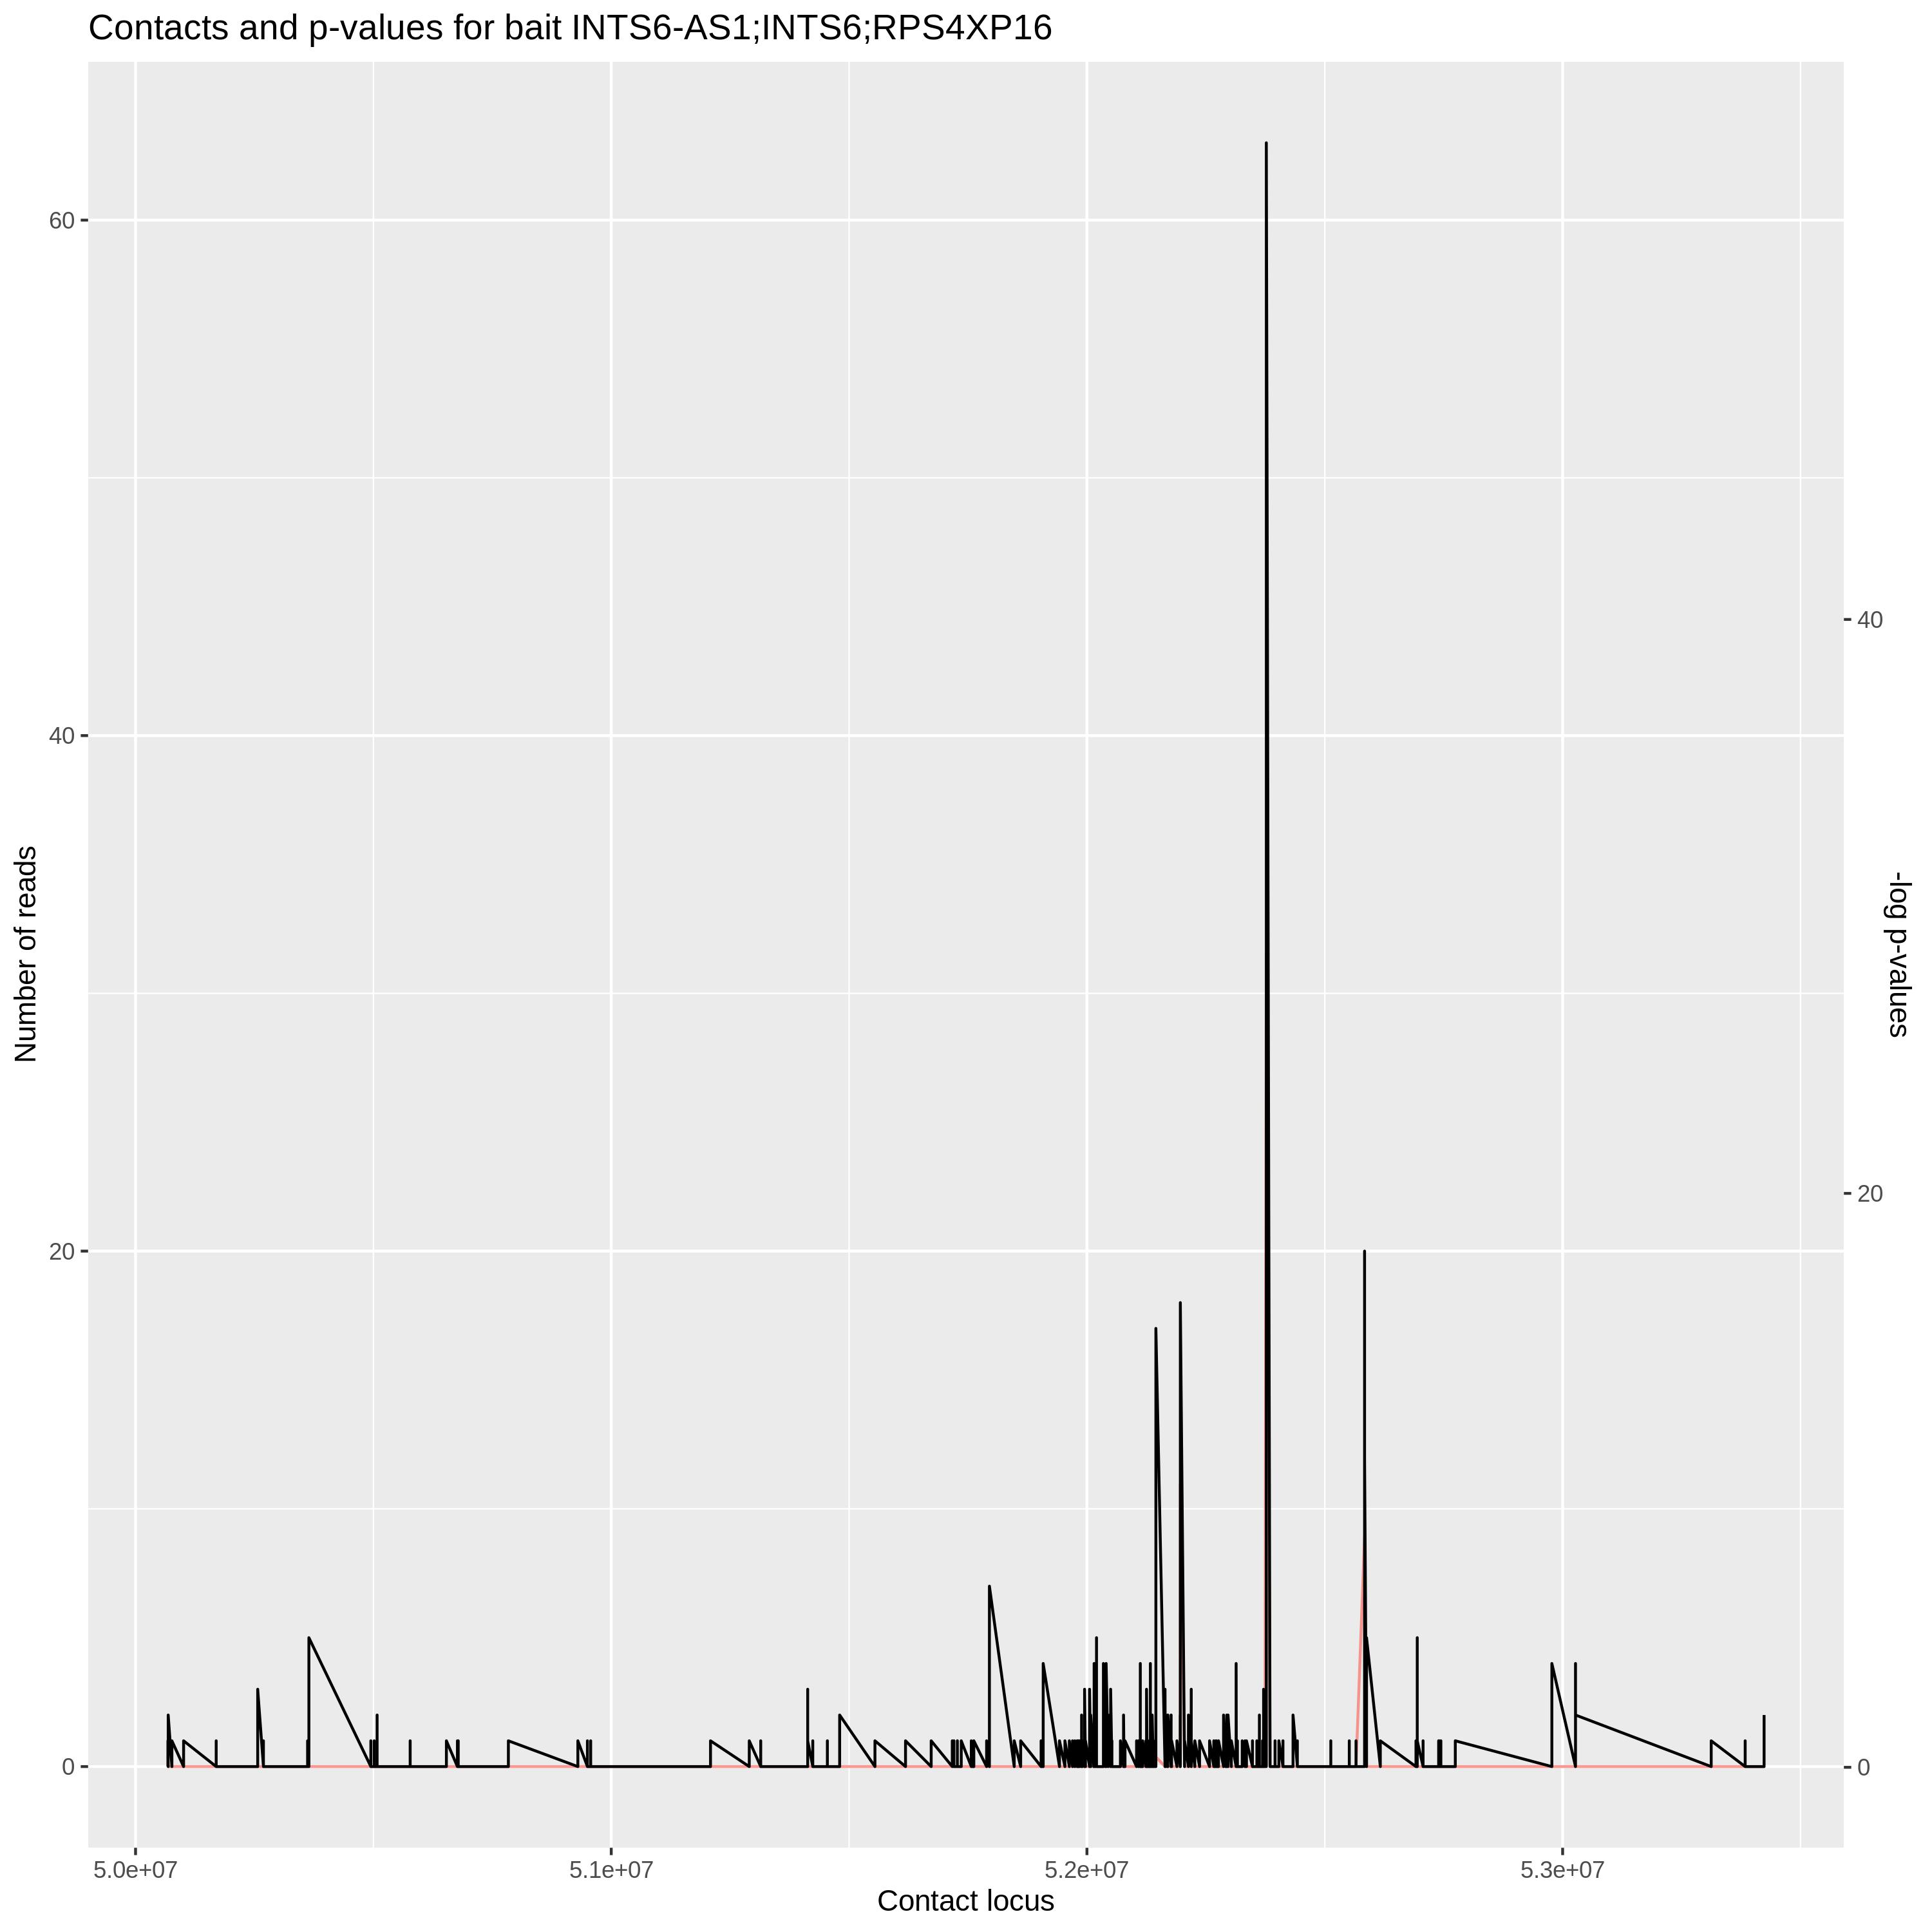 Contacts and p-values for bait INTS6-AS1;INTS6;RPS4XP16
60
40
20
0
Number of reads
40
20
0
-log p-values
5.0e+07
5.1e+07
5.2e+07
5.3e+07
Contact locus